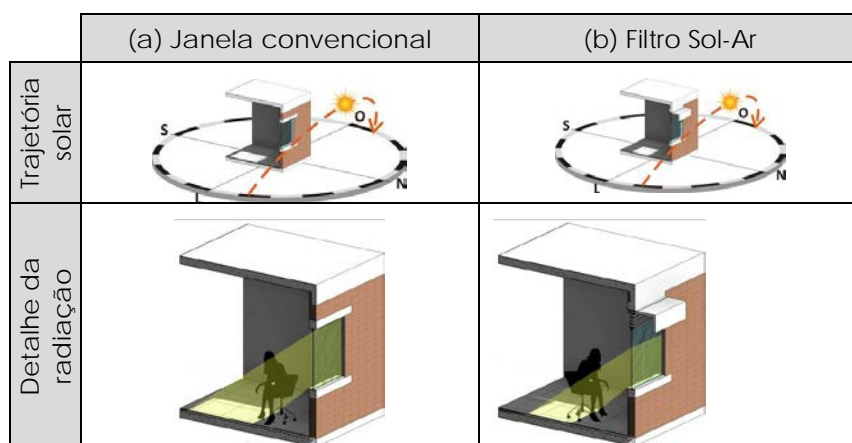 (a) Janela convencional
(b) Filtro Sol-Ar
Trajetória
solar
S
O
N
L
S
O
N
L
Detalhe da
radiação